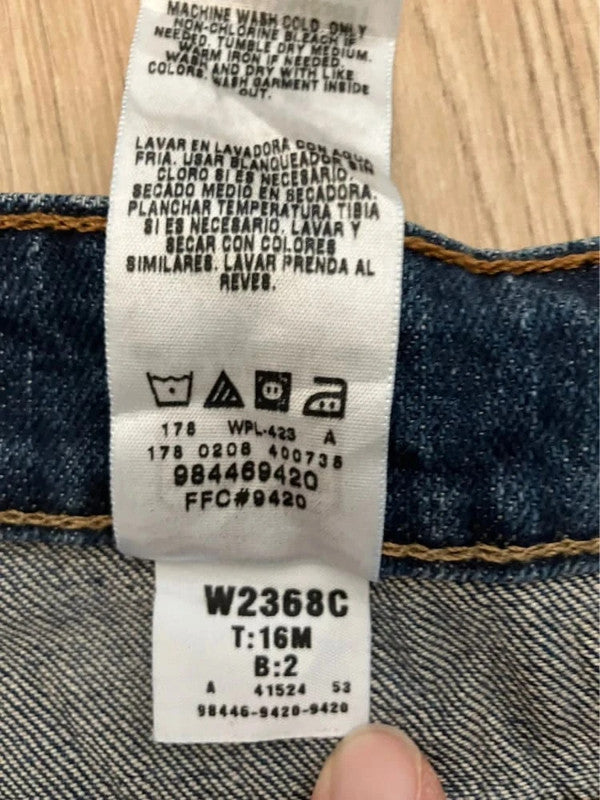 MACHINE WASH COLD. ONLY
NON-CHLORINE BLEACH IF
NEEDED. TUMBLE DRY MEDIUM.
WARM IRON IF NEEDED.
WASH AND DRY WITH LIKE
COLORS. WASH GARMENT INSIDE
OUT.
LAVAR EN LAVADORA CON AGUA
FRIA. USAR BLANQUEADOR SIN
CLORO SI ES NECESARIO.
SECADO MEDIO EN SECADORA.
PLANCHAR TEMPERATURA TIBIA
SI ES NECESARIO. LAVAR Y
SECAR CON COLORES
SIMILARES. LAVAR PRENDA AL
REVES.
178 WPL-423 A
178 0208 400735
984469420
FFC#9420
W2368C
T:16M
B:2
A 41524 53
98446-9420-9420